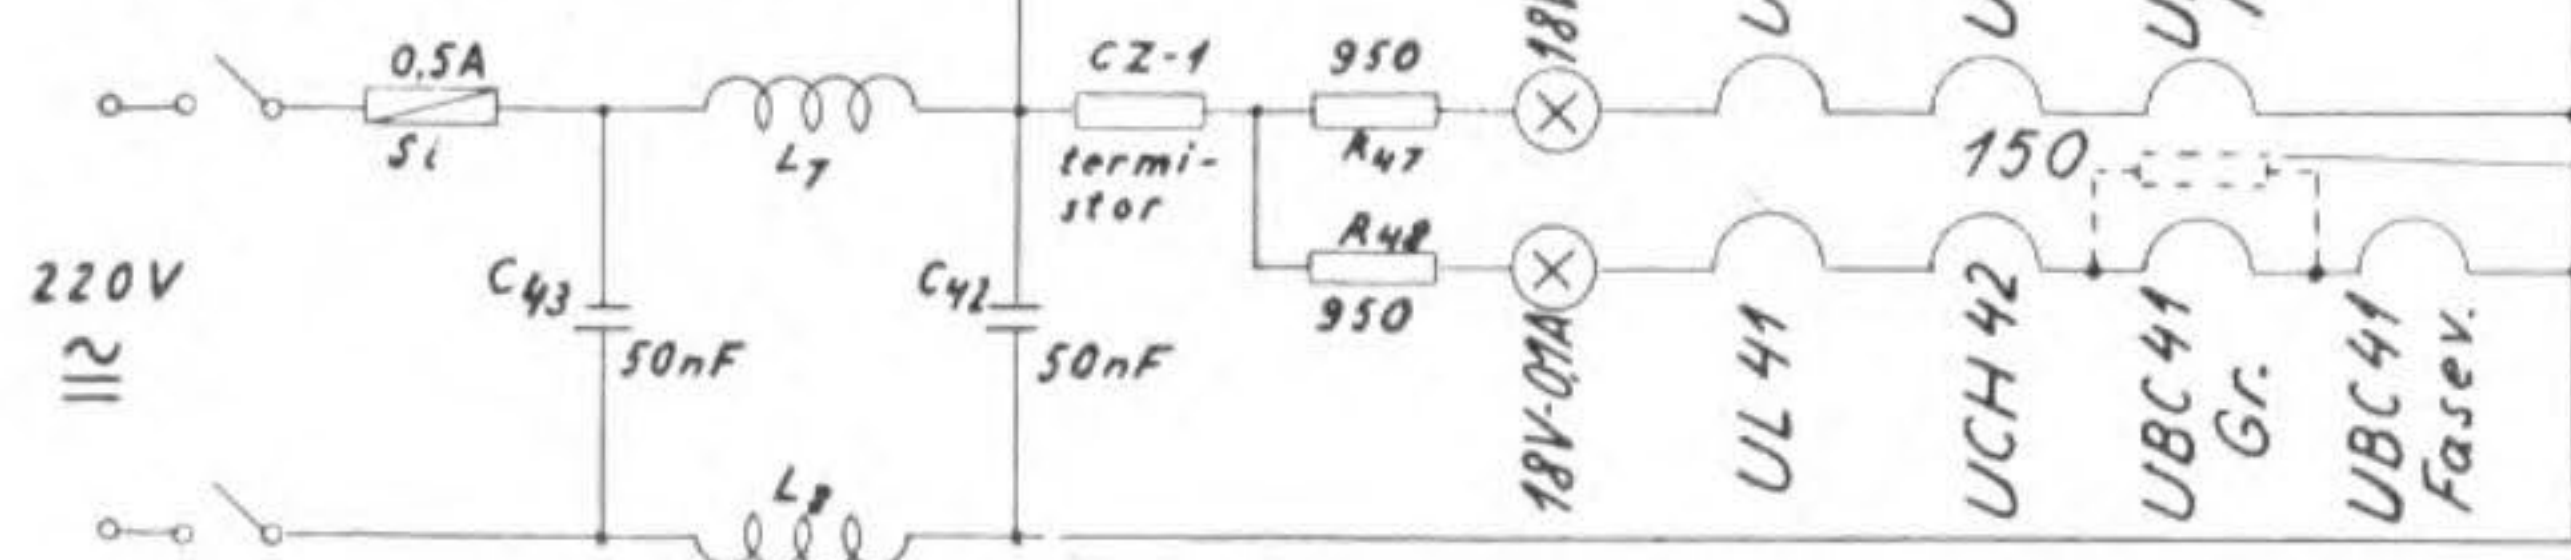 0.5A
Si
L7
CZ-1
termi-
stor
950
R47
18V
U
U
U
150
220V
≂
C43
50nF
C42
50nF
R48
950
18V-0,1A
UL 41
UCH 42
UBC 41
Gr.
UBC 41
Fasev.
L8